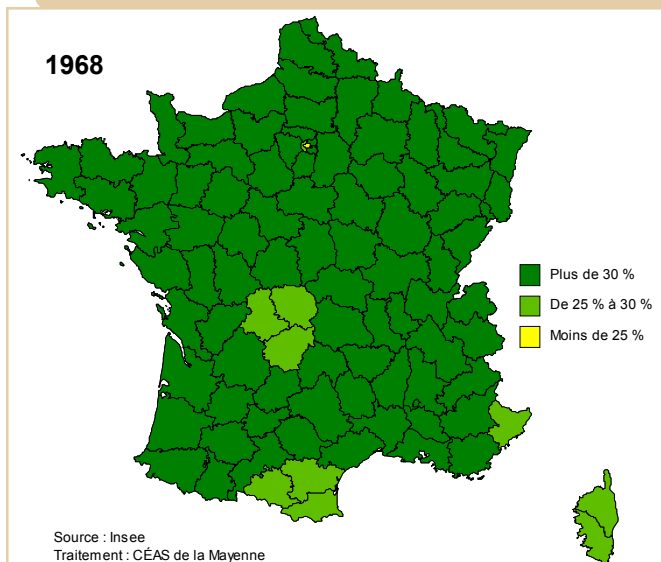 1968
Plus de 30 %
De 25 % à 30 %
Moins de 25 %
Source : Insee
Traitement : CÉAS de la Mayenne